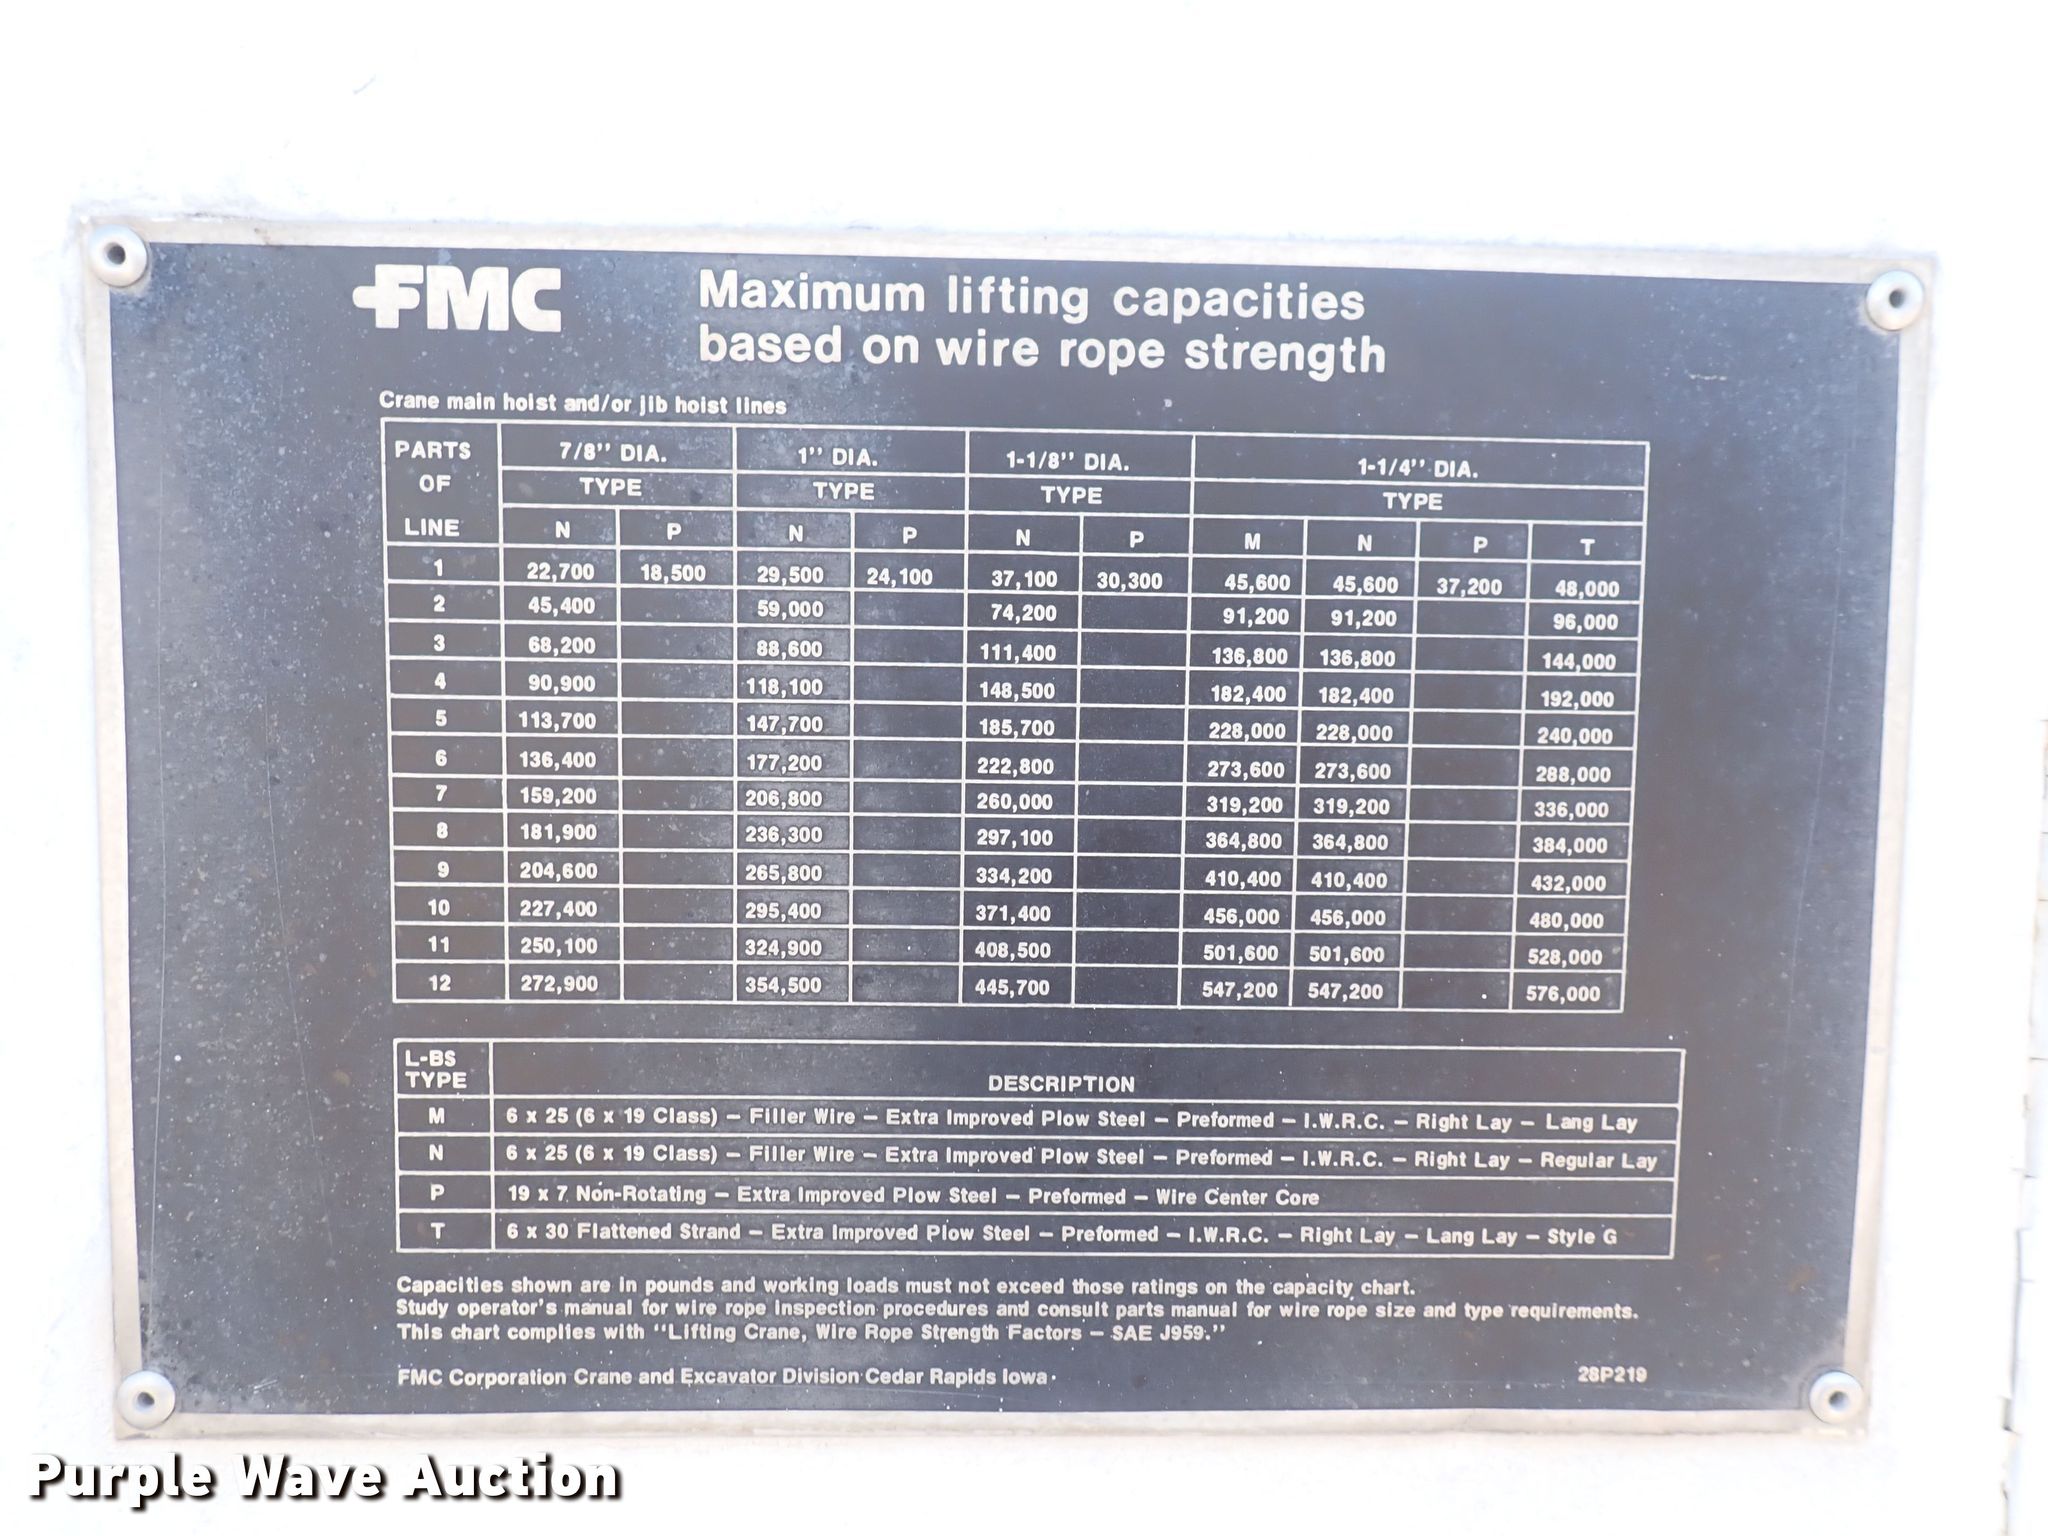 FMC
Maximum lifting capacities
based on wire rope strength
Crane main hoist and/or jib hoist lines
PARTS OF LINE 7/8" DIA. 1" DIA. 1-1/8" DIA. 1-1/4" DIA.
TYPE TYPE TYPE TYPE
N P N P N P M N P T
1 22,700 18,500 29,500 24,100 37,100 30,300 45,600 45,600 37,200 48,000
2 45,400 59,000 74,200 91,200 91,200 96,000
3 68,200 88,600 111,400 136,800 136,800 144,000
4 90,900 118,100 148,500 182,400 182,400 192,000
5 113,700 147,700 185,700 228,000 228,000 240,000
6 136,400 177,200 222,800 273,600 273,600 288,000
7 159,200 206,800 260,000 319,200 319,200 336,000
8 181,900 236,300 297,100 364,800 364,800 384,000
9 204,600 265,800 334,200 410,400 410,400 432,000
10 227,400 295,400 371,400 456,000 456,000 480,000
11 250,100 324,900 408,500 501,600 501,600 528,000
12 272,900 354,500 445,700 547,200 547,200 576,000
L-BS TYPE DESCRIPTION
M 6 x 25 (6 x 19 Class) – Filler Wire – Extra Improved Plow Steel – Preformed – I.W.R.C. – Right Lay – Lang Lay
N 6 x 25 (6 x 19 Class) – Filler Wire – Extra Improved Plow Steel – Preformed – I.W.R.C. – Right Lay – Regular Lay
P 19 x 7 Non-Rotating – Extra Improved Plow Steel – Preformed – Wire Center Core
T 6 x 30 Flattened Strand – Extra Improved Plow Steel – Preformed – I.W.R.C. – Right Lay – Lang Lay – Style G
Capacities shown are in pounds and working loads must not exceed those ratings on the capacity chart.
Study operator's manual for wire rope inspection procedures and consult parts manual for wire rope size and type requirements.
This chart complies with "Lifting Crane, Wire Rope Strength Factors – SAE J959."
FMC Corporation Crane and Excavator Division Cedar Rapids Iowa 28P219
Purple Wave Auction